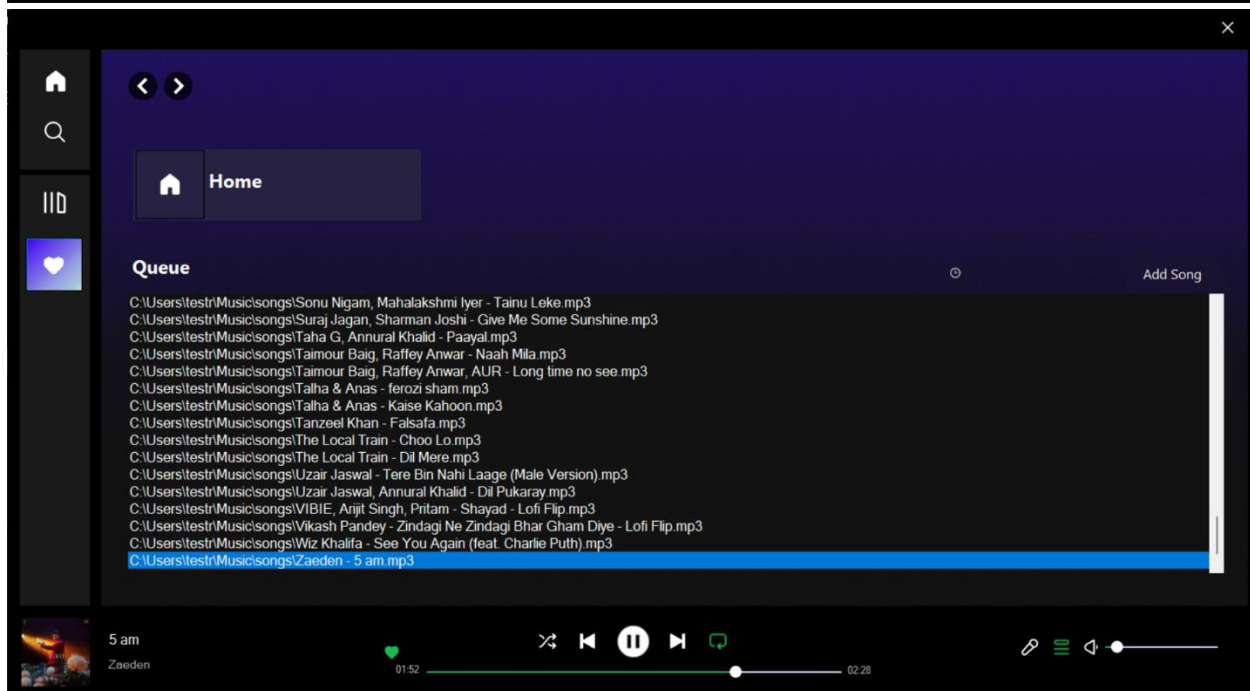 Home
Queue
Add Song
C:\Users\testr\Music\songs\Sonu Nigam, Mahalakshmi Iyer - Tainu Leke.mp3
C:\Users\testr\Music\songs\Suraj Jagan, Sharman Joshi - Give Me Some Sunshine.mp3
C:\Users\testr\Music\songs\Taha G, Annural Khalid - Paayal.mp3
C:\Users\testr\Music\songs\Taimour Baig, Raffey Anwar - Naah Mila.mp3
C:\Users\testr\Music\songs\Taimour Baig, Raffey Anwar, AUR - Long time no see.mp3
C:\Users\testr\Music\songs\Talha & Anas - ferozi sham.mp3
C:\Users\testr\Music\songs\Talha & Anas - Kaise Kahoon.mp3
C:\Users\testr\Music\songs\Tanzeel Khan - Falsafa.mp3
C:\Users\testr\Music\songs\The Local Train - Choo Lo.mp3
C:\Users\testr\Music\songs\The Local Train - Dil Mere.mp3
C:\Users\testr\Music\songs\Uzair Jaswal - Tere Bin Nahi Laage (Male Version).mp3
C:\Users\testr\Music\songs\Uzair Jaswal, Annural Khalid - Dil Pukaray.mp3
C:\Users\testr\Music\songs\VIBIE, Arijit Singh, Pritam - Shayad - Lofi Flip.mp3
C:\Users\testr\Music\songs\Vikash Pandey - Zindagi Ne Zindagi Bhar Gham Diye - Lofi Flip.mp3
C:\Users\testr\Music\songs\Wiz Khalifa - See You Again (feat. Charlie Puth).mp3
C:\Users\testr\Music\songs\Zaeden - 5 am.mp3
5 am
Zaeden
01:52
02:28